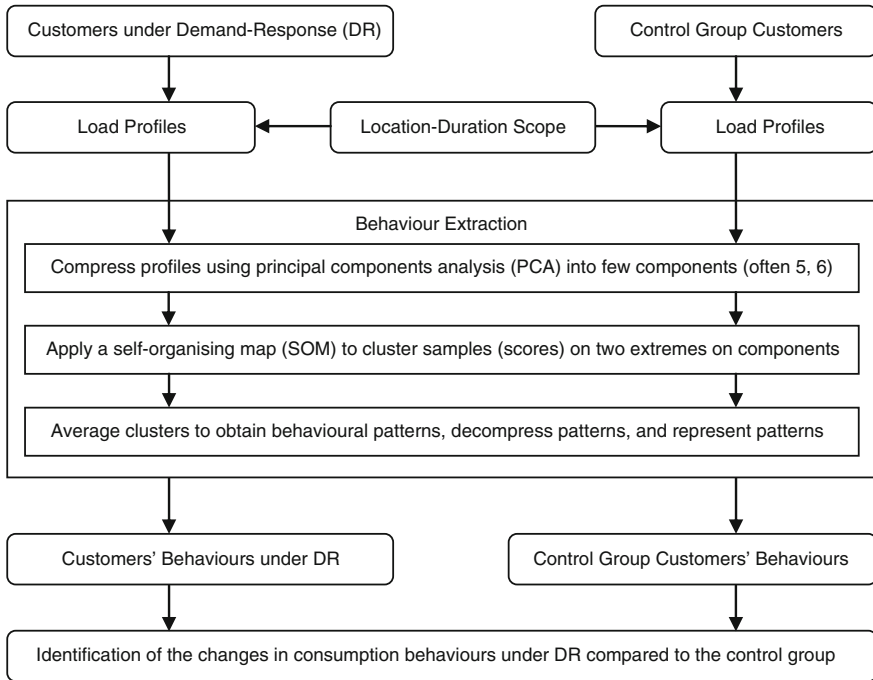 Customers under Demand-Response (DR)
Control Group Customers
Load Profiles
Location-Duration Scope
Load Profiles
Behaviour Extraction
Compress profiles using principal components analysis (PCA) into few components (often 5, 6)
Apply a self-organising map (SOM) to cluster samples (scores) on two extremes on components
Average clusters to obtain behavioural patterns, decompress patterns, and represent patterns
Customers’ Behaviours under DR
Control Group Customers’ Behaviours
Identification of the changes in consumption behaviours under DR compared to the control group